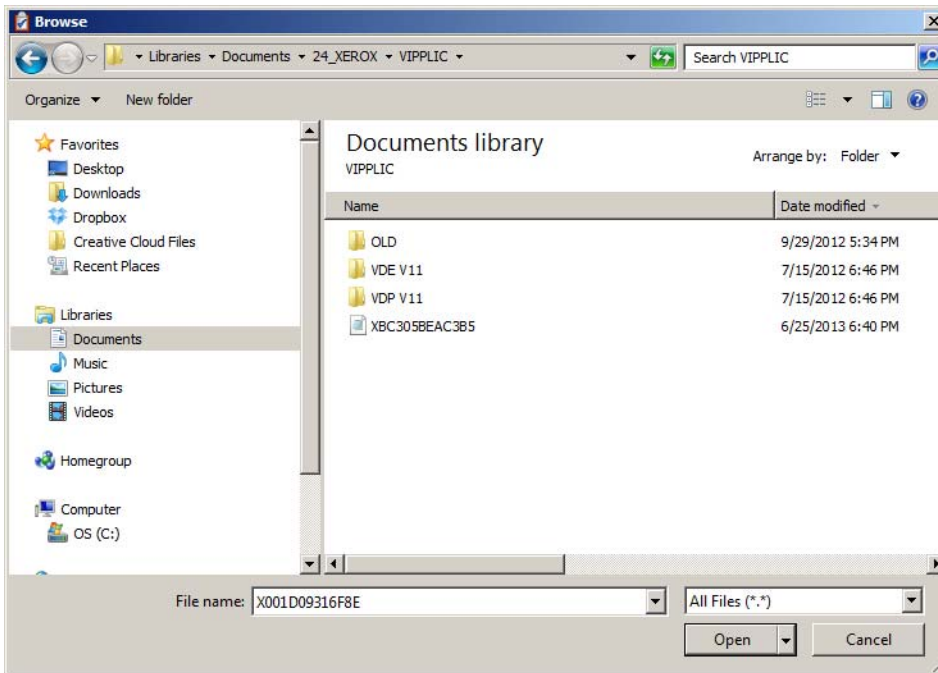 Browse
Libraries Documents 24_XEROX VIPPLIC
Search VIPPLIC
Organize New folder
Favorites
Desktop
Downloads
Dropbox
Creative Cloud Files
Recent Places
Libraries
Documents
Music
Pictures
Videos
Homegroup
Computer
OS (C:)
Documents library
VIPPLIC
Arrange by: Folder
Name Date modified
OLD 9/29/2012 5:34 PM
VDE V11 7/15/2012 6:46 PM
VDP V11 7/15/2012 6:46 PM
XBC305BEAC3B5 6/25/2013 6:40 PM
File name: X001D09316F8E All Files (*.*)
Open Cancel